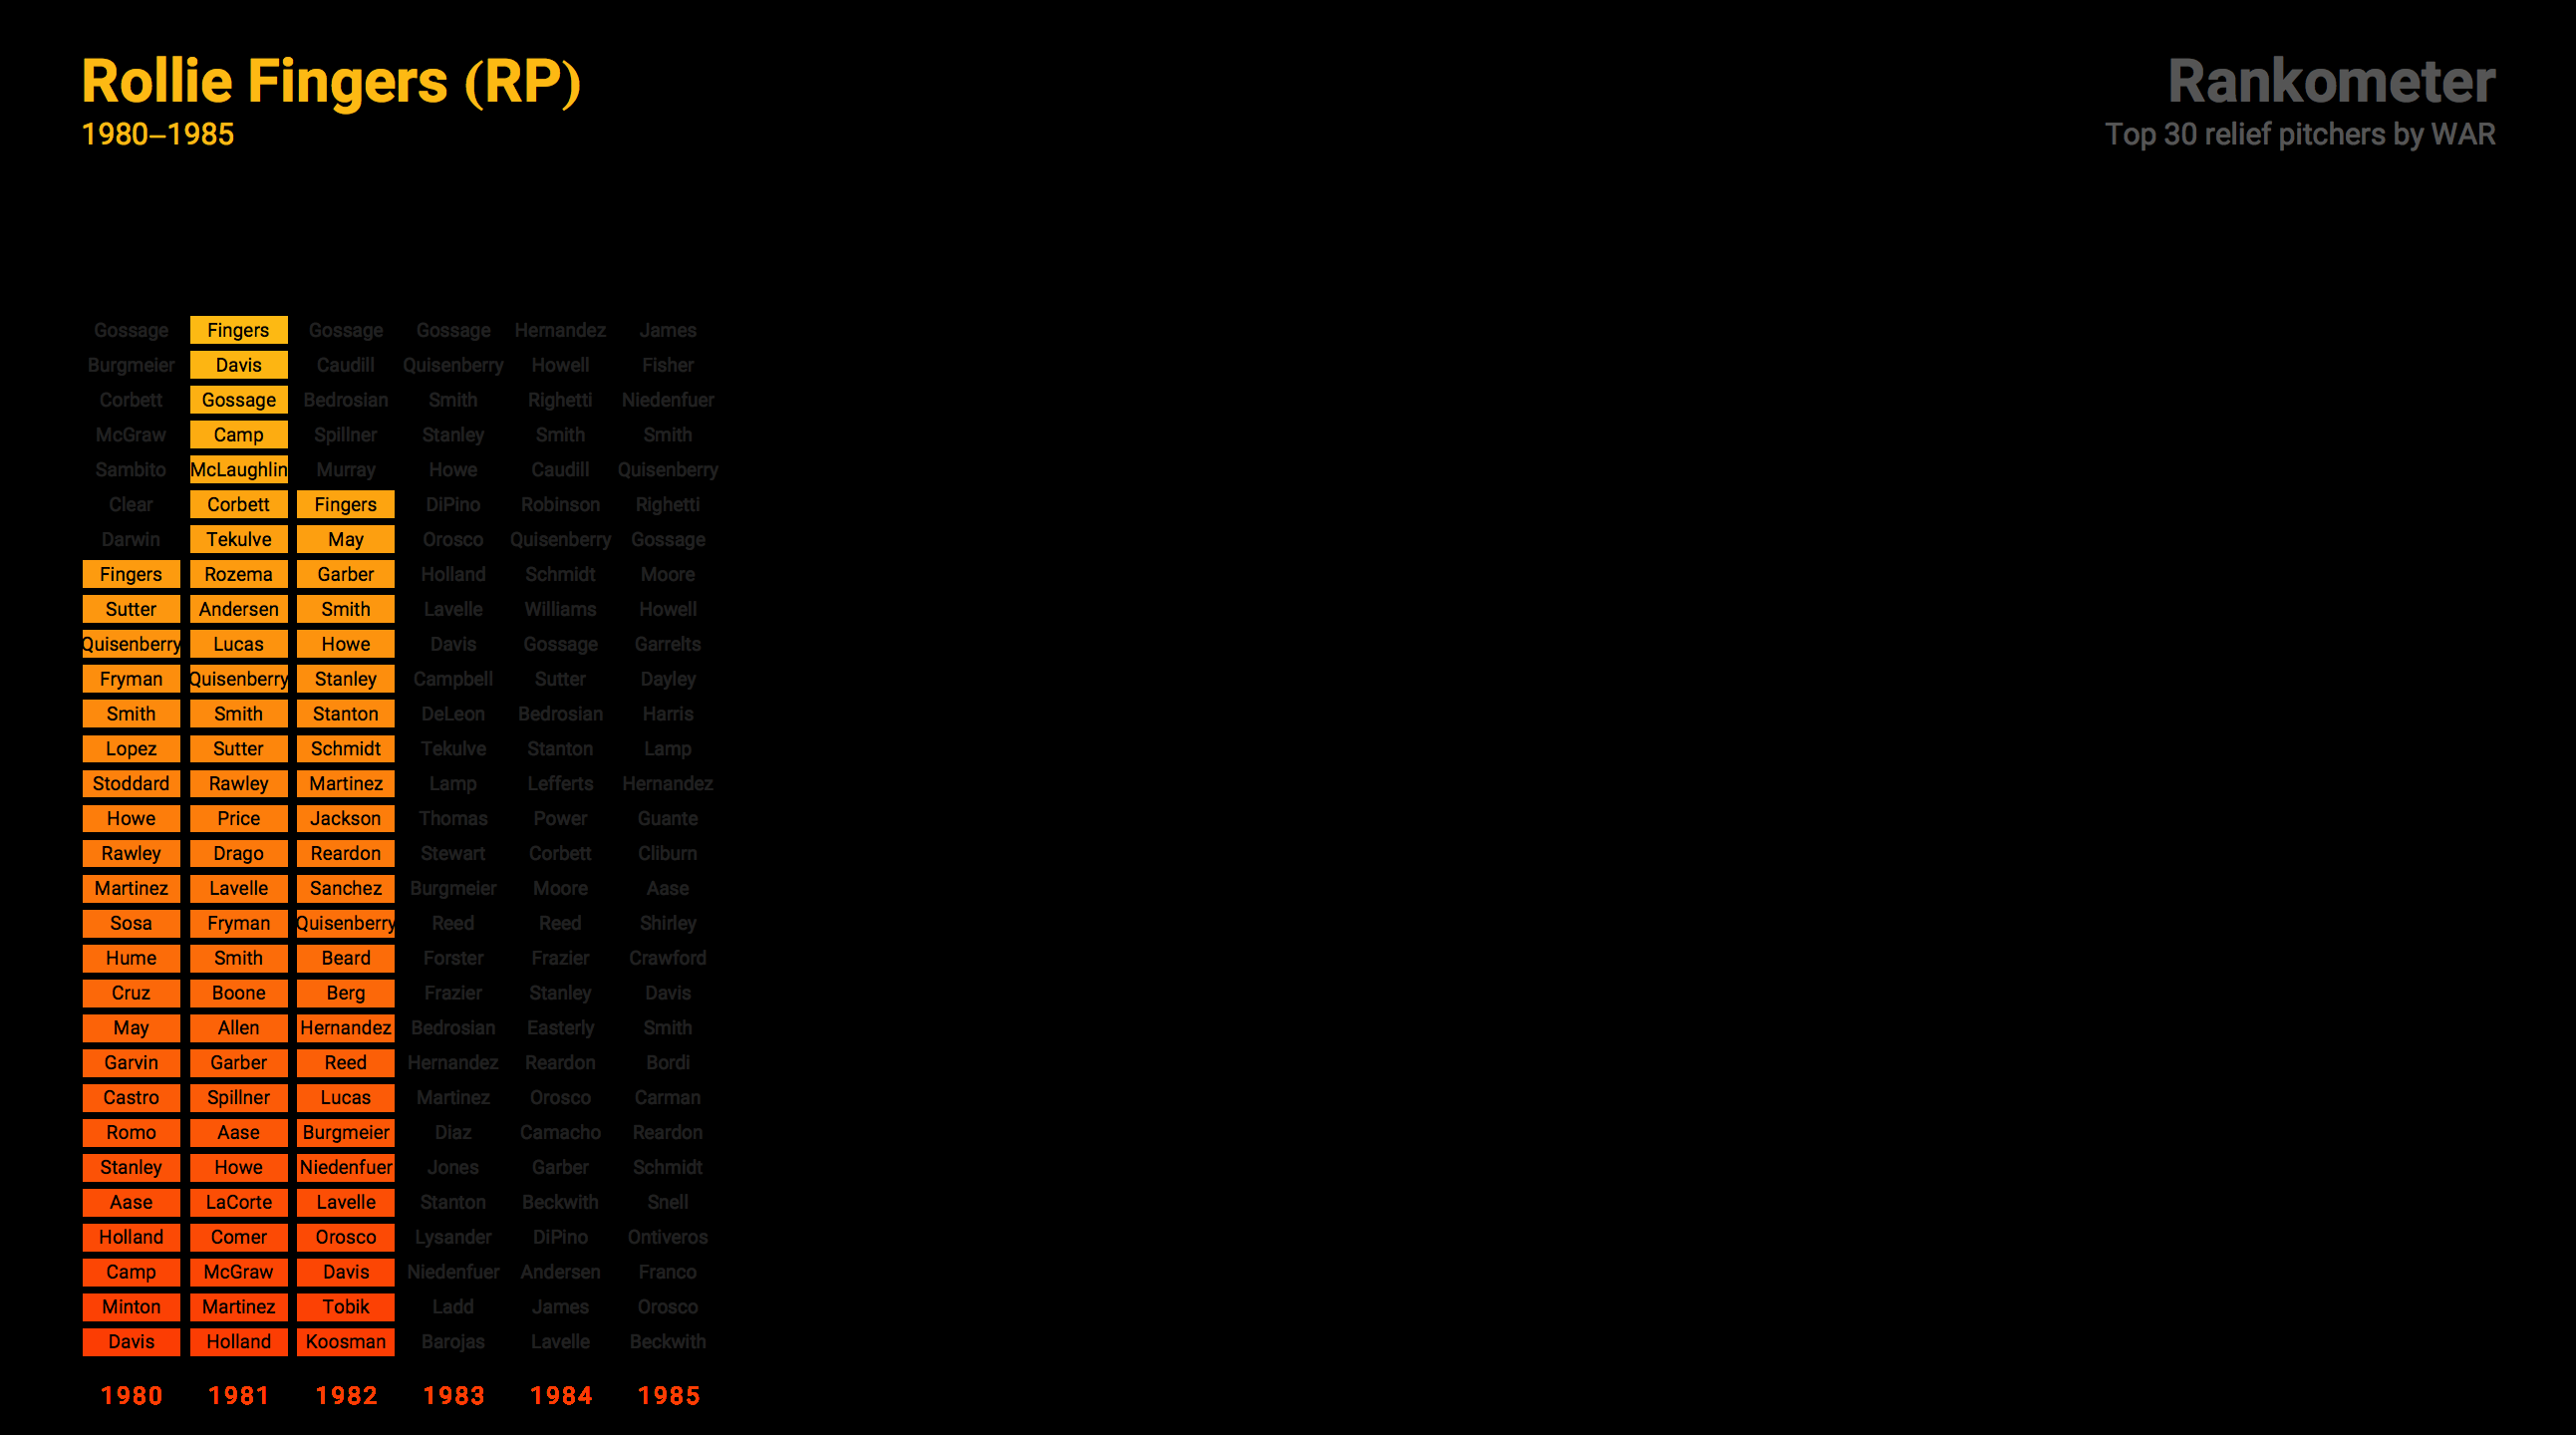 Rollie Fingers (RP)
1980–1985
Rankometer
Top 30 relief pitchers by WAR
Gossage Fingers Gossage Gossage Hernandez James
Burgmeier Davis Caudill Quisenberry Howell Fisher
Corbett Gossage Bedrosian Smith Righetti Niedenfuer
McGraw Camp Spillner Stanley Smith Smith
Sambito McLaughlin Murray Howe Caudill Quisenberry
Clear Corbett Fingers DiPino Robinson Righetti
Darwin Tekulve May Orosco Quisenberry Gossage
Fingers Rozema Garber Holland Schmidt Moore
Sutter Andersen Smith Lavelle Williams Howell
Quisenberry Lucas Howe Davis Gossage Garrelts
Fryman Quisenberry Stanley Campbell Sutter Dayley
Smith Smith Stanton DeLeon Bedrosian Harris
Lopez Sutter Schmidt Tekulve Stanton Lamp
Stoddard Rawley Martinez Lamp Lefferts Hernandez
Howe Price Jackson Thomas Power Guante
Rawley Drago Reardon Stewart Corbett Cliburn
Martinez Lavelle Sanchez Burgmeier Moore Aase
Sosa Fryman Quisenberry Reed Reed Shirley
Hume Smith Beard Forster Frazier Crawford
Cruz Boone Berg Frazier Stanley Davis
May Allen Hernandez Bedrosian Easterly Smith
Garvin Garber Reed Hernandez Reardon Bordi
Castro Spillner Lucas Martinez Orosco Carman
Romo Aase Burgmeier Diaz Camacho Reardon
Stanley Howe Niedenfuer Jones Garber Schmidt
Aase LaCorte Lavelle Stanton Beckwith Snell
Holland Comer Orosco Lysander DiPino Ontiveros
Camp McGraw Davis Niedenfuer Andersen Franco
Minton Martinez Tobik Ladd James Orosco
Davis Holland Koosman Barojas Lavelle Beckwith
1980 1981 1982 1983 1984 1985